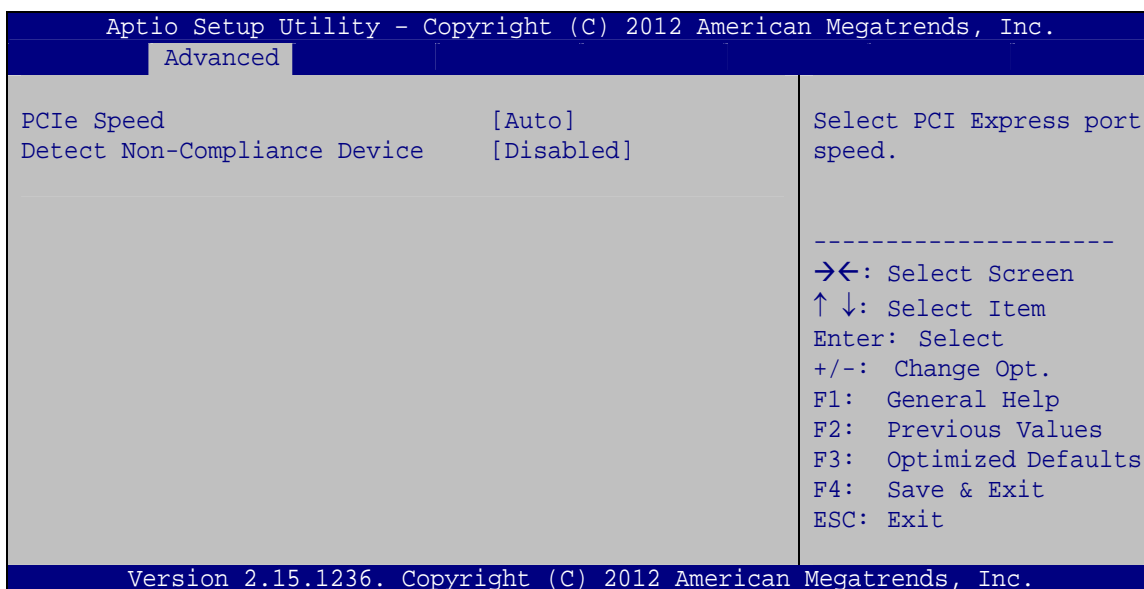 Aptio Setup Utility – Copyright (C) 2012 American Megatrends, Inc.
Advanced
PCIe Speed [Auto]
Detect Non-Compliance Device [Disabled]
Select PCI Express port
speed.
---------------------
→←: Select Screen
↑ ↓: Select Item
Enter: Select
+/-: Change Opt.
F1: General Help
F2: Previous Values
F3: Optimized Defaults
F4: Save & Exit
ESC: Exit
Version 2.15.1236. Copyright (C) 2012 American Megatrends, Inc.